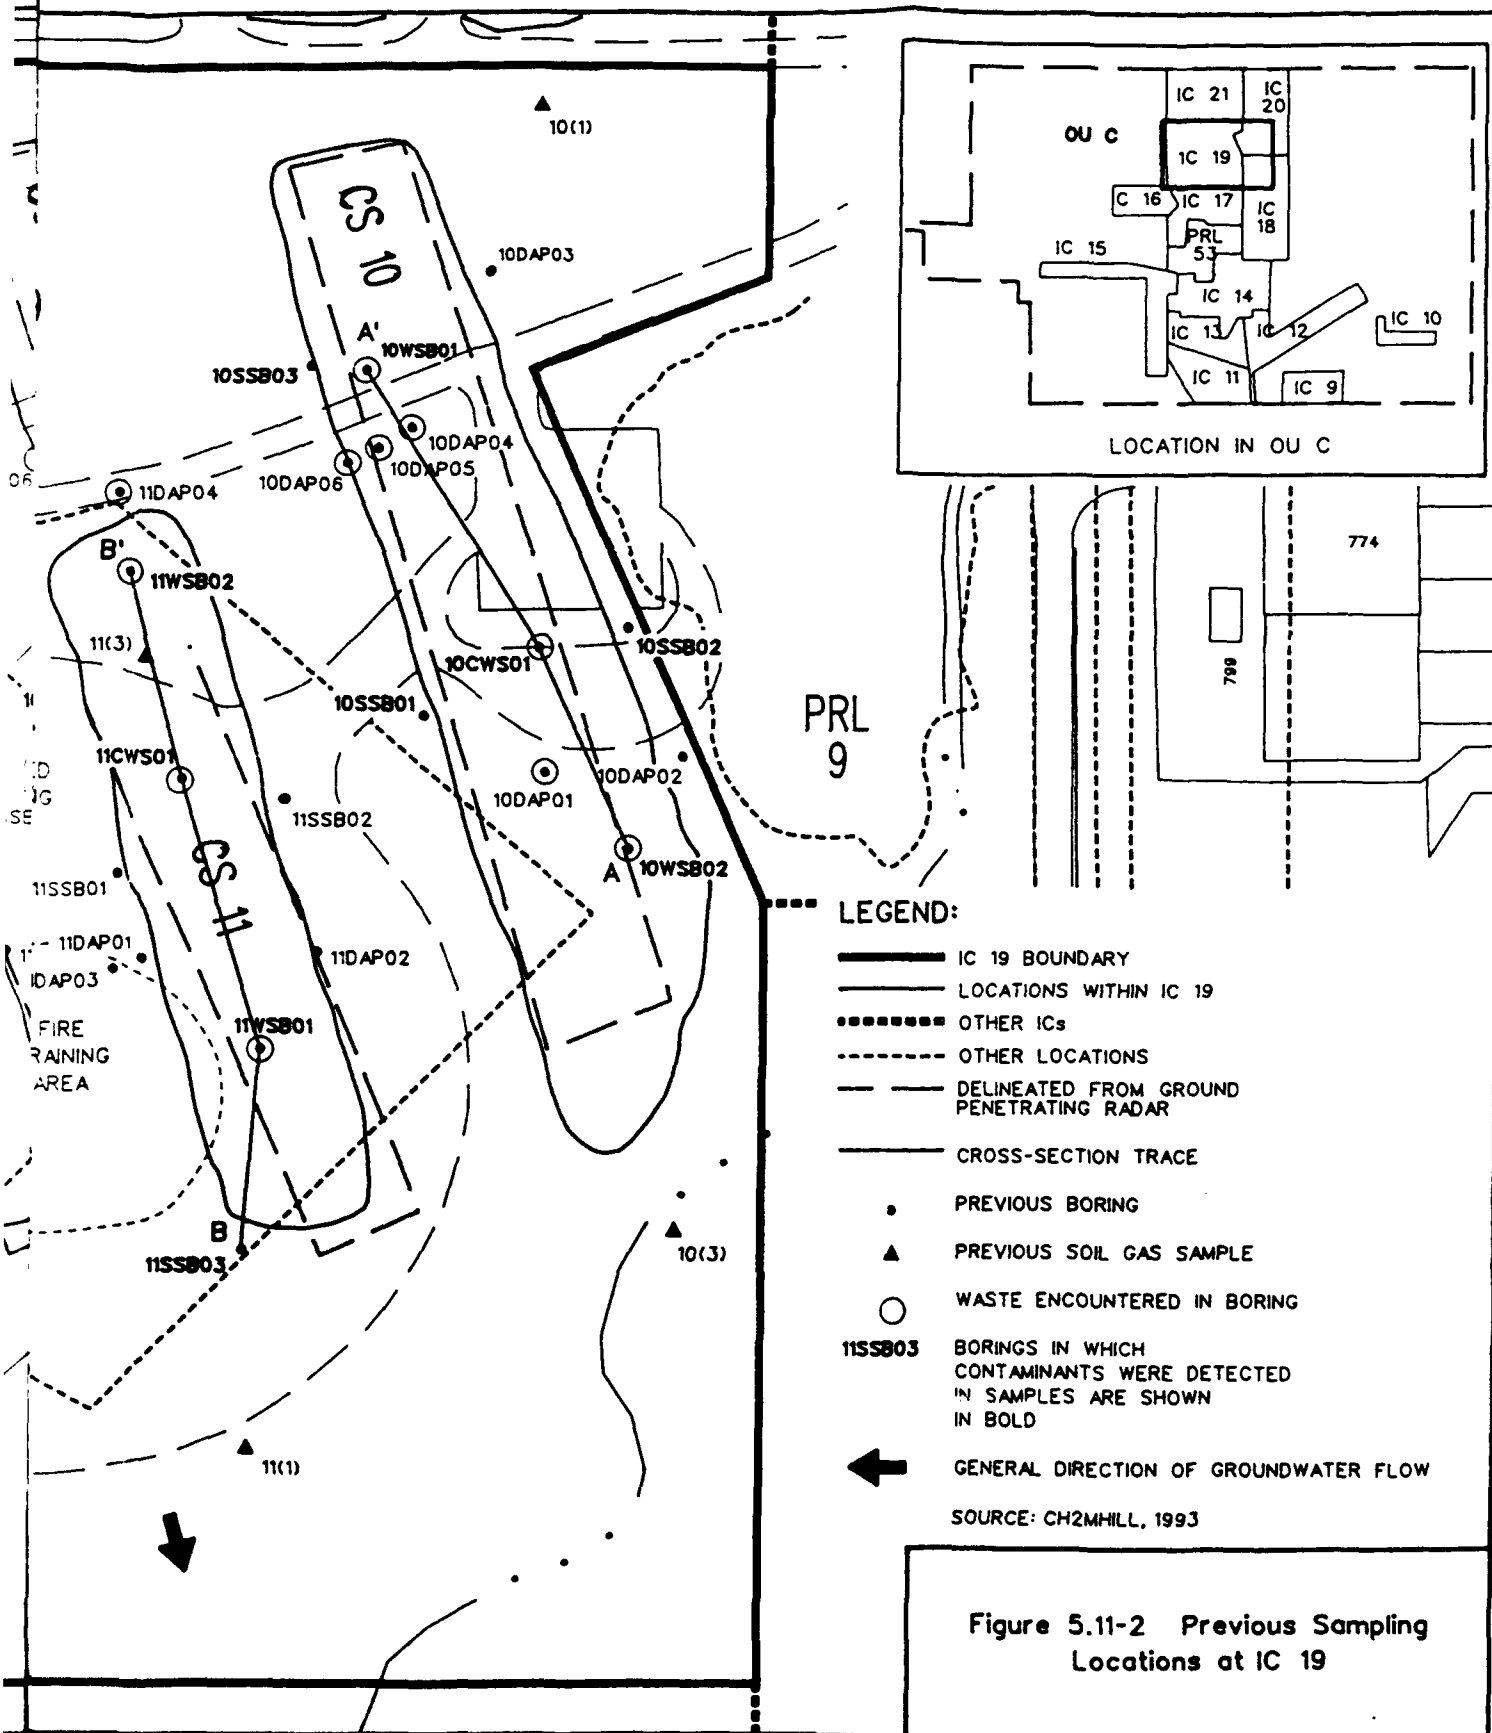 10(1)
CS 10
10DAP03
A'
10WSB01
10SSB03
10DAP04
10DAP05
10DAP06
06
11DAP04
B'
11WSB02
11(3)
10SSB02
10CWS01
10SSB01
11CWS01
10DAP02
10DAP01
11SSB02
CS 11
A
10WSB02
11SSB01
11DAP01
11DAP02
DAP03
11WSB01
FIRE
RAINING
AREA
B
11SSB03
10(3)
11(1)
PRL
9
OU C
IC 21
IC
20
IC 19
C 16
IC 17
IC
18
PRL
53
IC 15
IC 14
IC 13
IC 12
IC 10
IC 11
IC 9
LOCATION IN OU C
774
799
LEGEND:
IC 19 BOUNDARY
LOCATIONS WITHIN IC 19
OTHER ICs
OTHER LOCATIONS
DELINEATED FROM GROUND
PENETRATING RADAR
CROSS-SECTION TRACE
PREVIOUS BORING
PREVIOUS SOIL GAS SAMPLE
WASTE ENCOUNTERED IN BORING
11SSB03
BORINGS IN WHICH
CONTAMINANTS WERE DETECTED
IN SAMPLES ARE SHOWN
IN BOLD
GENERAL DIRECTION OF GROUNDWATER FLOW
SOURCE: CH2MHILL, 1993
Figure 5.11-2 Previous Sampling
Locations at IC 19